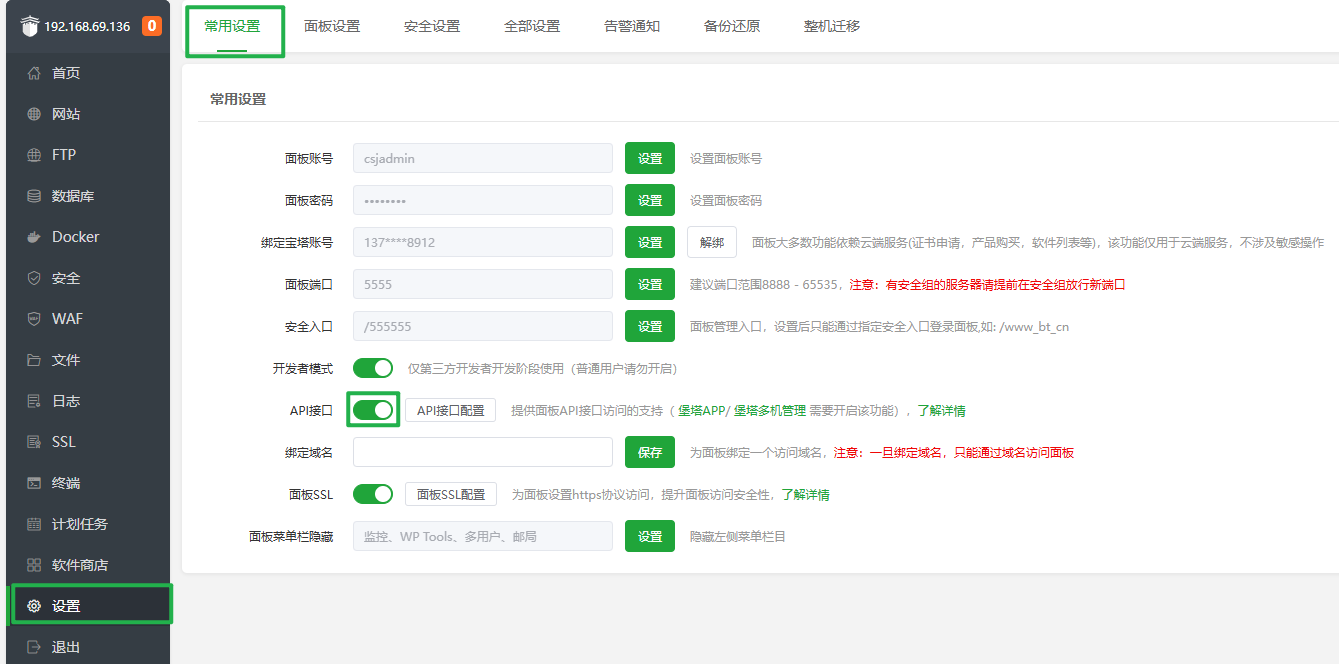 192.168.69.136 0
首页
网站
FTP
数据库
Docker
安全
WAF
文件
日志
SSL
终端
计划任务
软件商店
设置
退出
常用设置 面板设置 安全设置 全部设置 告警通知 备份还原 整机迁移
常用设置
面板账号 csjadmin 设置 设置面板账号
面板密码 •••••••• 设置 设置面板密码
绑定宝塔账号 137****8912 设置 解绑 面板大多数功能依赖云端服务(证书申请，产品购买，软件列表等)，该功能仅用于云端服务，不涉及敏感操作
面板端口 5555 设置 建议端口范围8888 - 65535，注意：有安全组的服务器请提前在安全组放行新端口
安全入口 /555555 设置 面板管理入口，设置后只能通过指定安全入口登录面板,如: /www_bt_cn
开发者模式 仅第三方开发者开发阶段使用（普通用户请勿开启）
API接口 API接口配置 提供面板API接口访问的支持（ 堡塔APP/ 堡塔多机管理 需要开启该功能），了解详情
绑定域名 保存 为面板绑定一个访问域名，注意：一旦绑定域名，只能通过域名访问面板
面板SSL 面板SSL配置 为面板设置https协议访问，提升面板访问安全性，了解详情
面板菜单栏隐藏 监控、WP Tools、多用户、邮局 设置 隐藏左侧菜单栏目